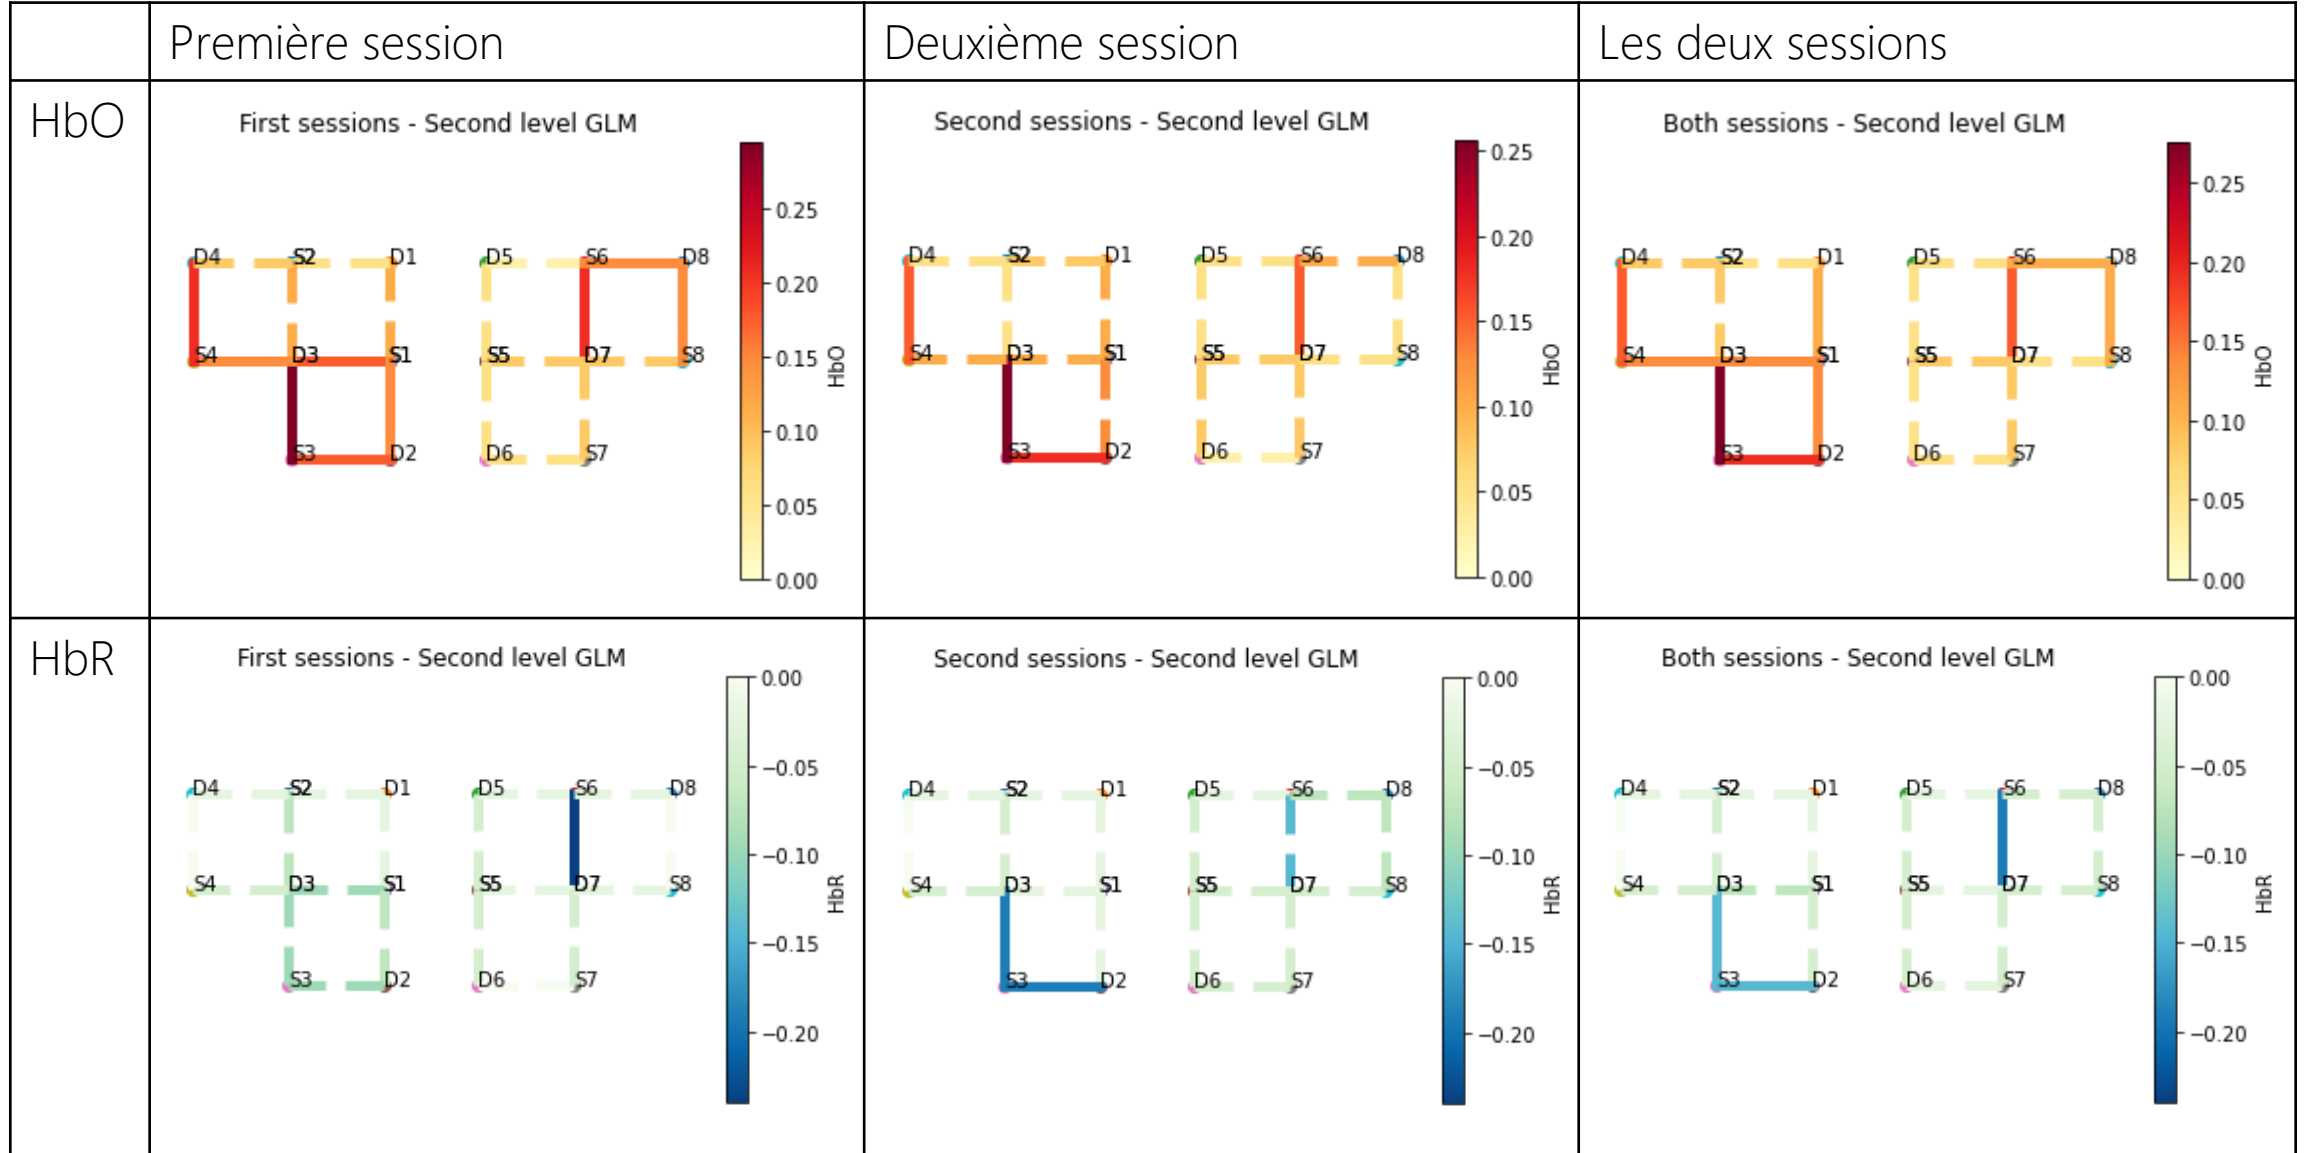 Première session
Deuxième session
Les deux sessions
HbO
First sessions - Second level GLM
D4 S2 D1 D5 S6 D8
S4 D3 S1 S5 D7 S8
S3 D2 D6 S7
0.25
0.20
0.15
0.10
0.05
0.00
HbO
Second sessions - Second level GLM
D4 S2 D1 D5 S6 D8
S4 D3 S1 S5 D7 S8
S3 D2 D6 S7
0.25
0.20
0.15
0.10
0.05
0.00
HbO
Both sessions - Second level GLM
D4 S2 D1 D5 S6 D8
S4 D3 S1 S5 D7 S8
S3 D2 D6 S7
0.25
0.20
0.15
0.10
0.05
0.00
HbO
HbR
First sessions - Second level GLM
D4 S2 D1 D5 S6 D8
S4 D3 S1 S5 D7 S8
S3 D2 D6 S7
0.00
−0.05
−0.10
−0.15
−0.20
HbR
Second sessions - Second level GLM
D4 S2 D1 D5 S6 D8
S4 D3 S1 S5 D7 S8
S3 D2 D6 S7
0.00
−0.05
−0.10
−0.15
−0.20
HbR
Both sessions - Second level GLM
D4 S2 D1 D5 S6 D8
S4 D3 S1 S5 D7 S8
S3 D2 D6 S7
0.00
−0.05
−0.10
−0.15
−0.20
HbR